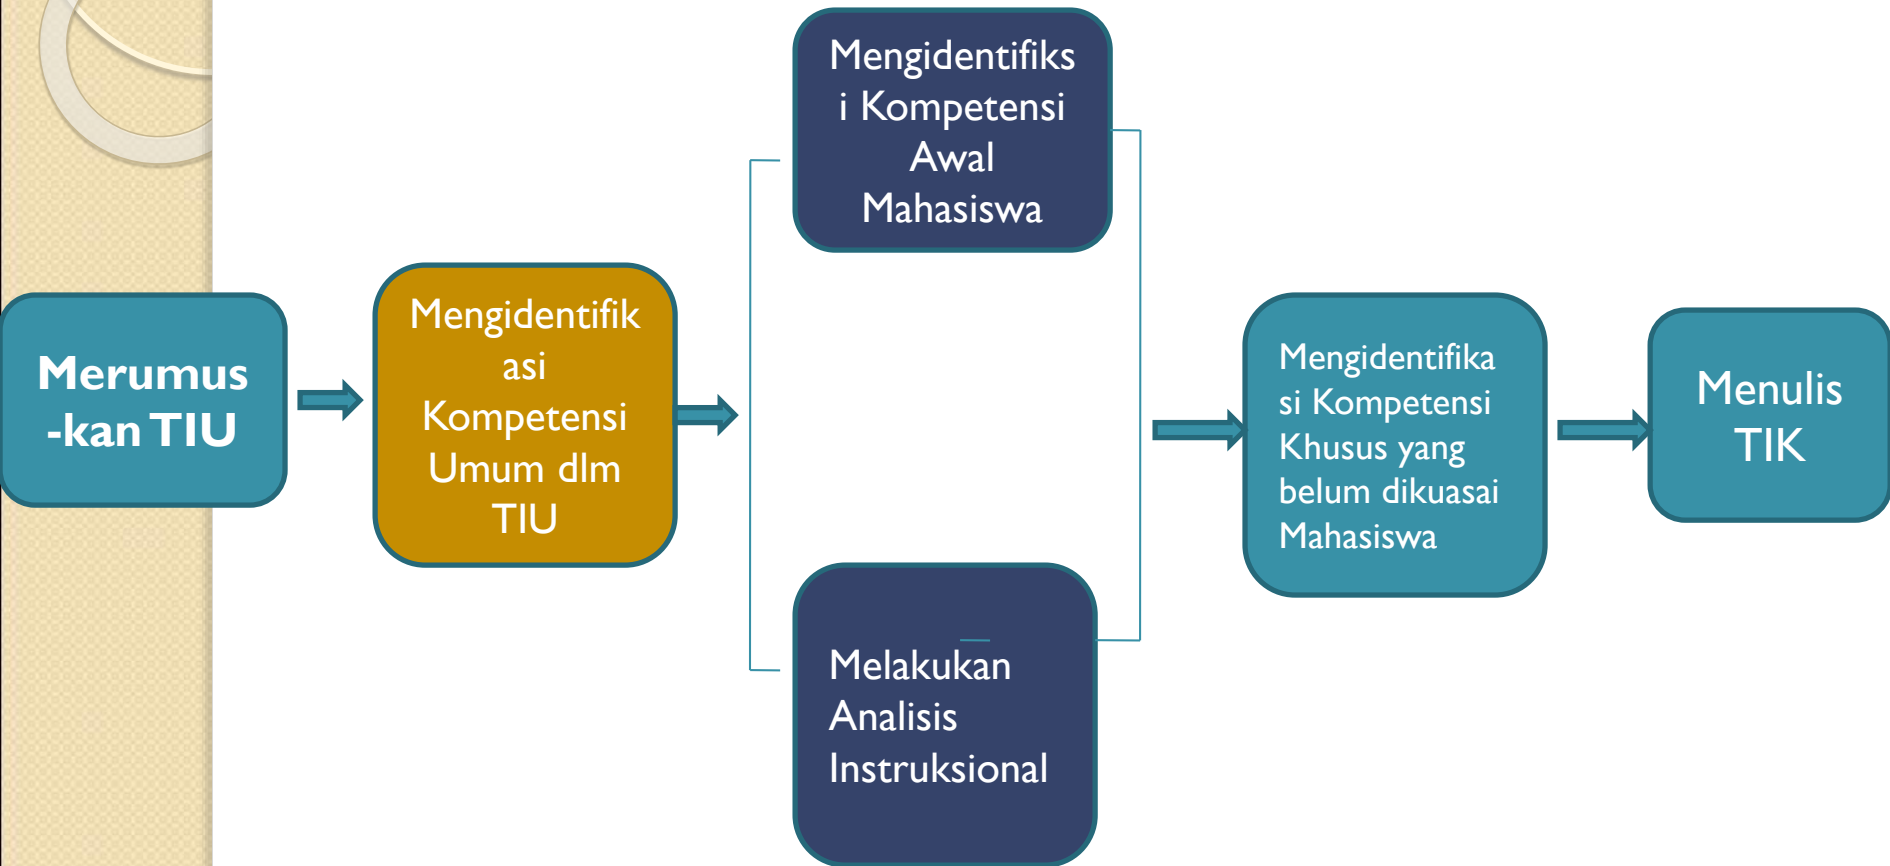 Merumus
-kan TIU
Mengidentifik
asi
Kompetensi
Umum dlm
TIU
Mengidentifiks
i Kompetensi
Awal
Mahasiswa
Melakukan
Analisis
Instruksional
Mengidentifika
si Kompetensi
Khusus yang
belum dikuasai
Mahasiswa
Menulis
TIK